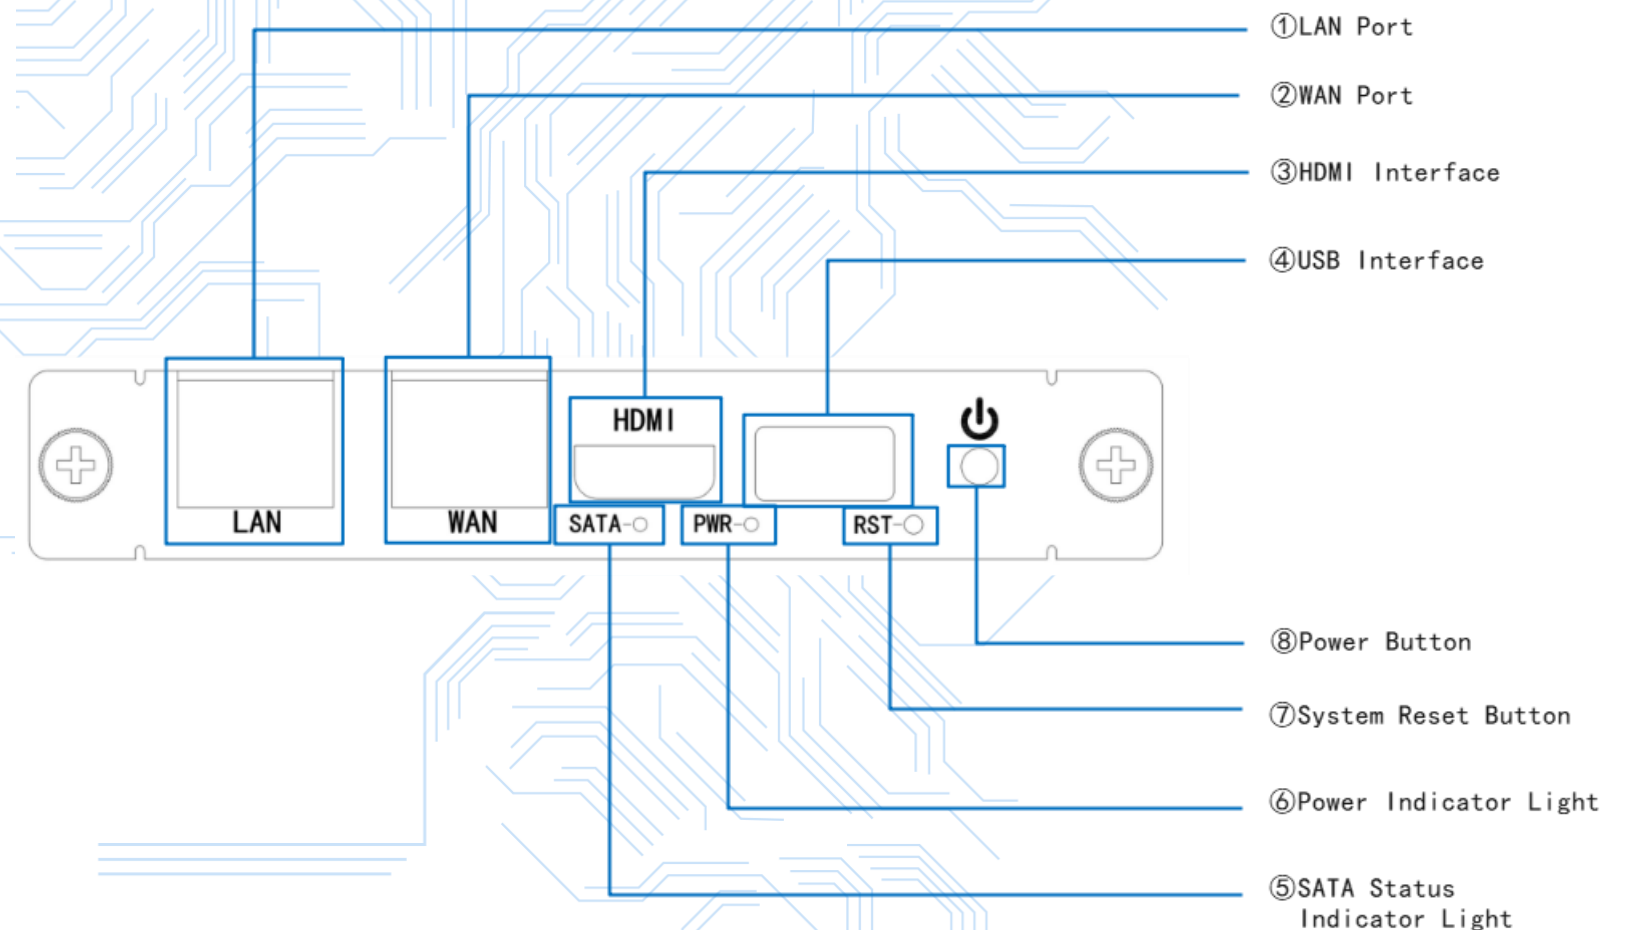 ①LAN Port
②WAN Port
③HDMI Interface
④USB Interface
HDMI
LAN
WAN
SATA
PWR
RST
⑧Power Button
⑦System Reset Button
⑥Power Indicator Light
⑤SATA Status
Indicator Light